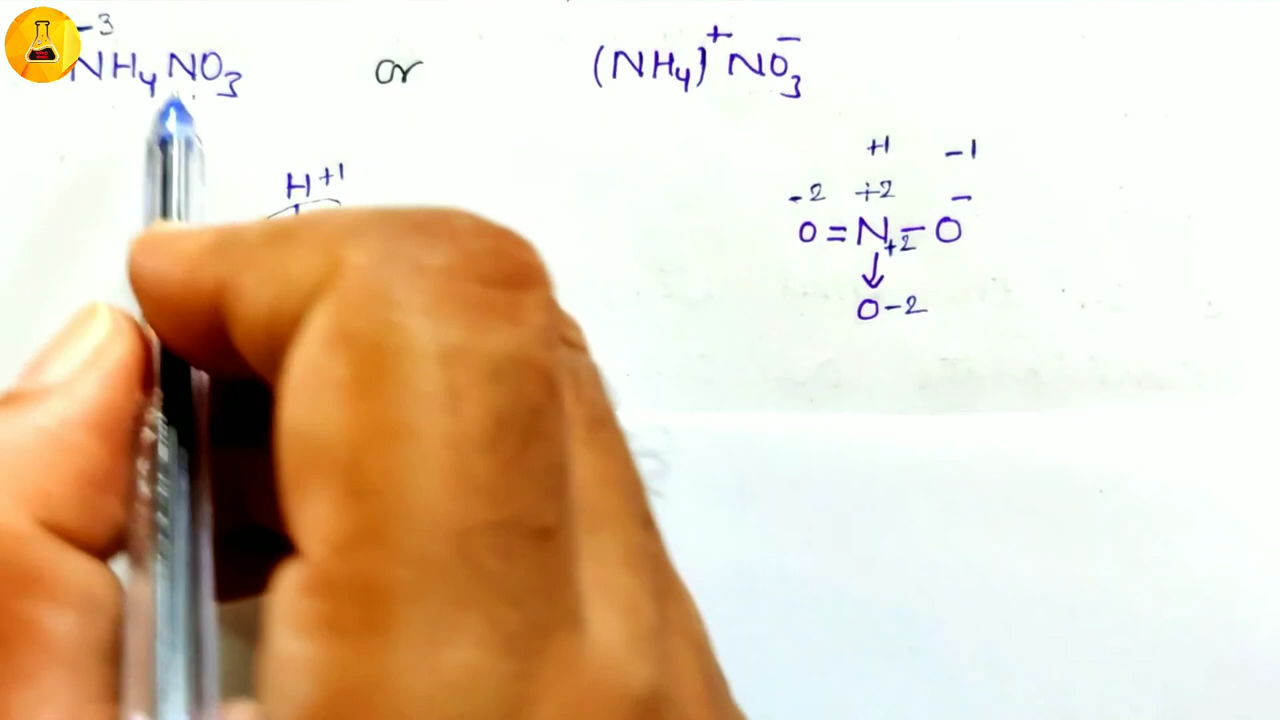 -3
NH4NO3 or (NH4)+ NO3-
H+1
+1 -1
-2 +2 -
O=N+2-O
↓
O-2